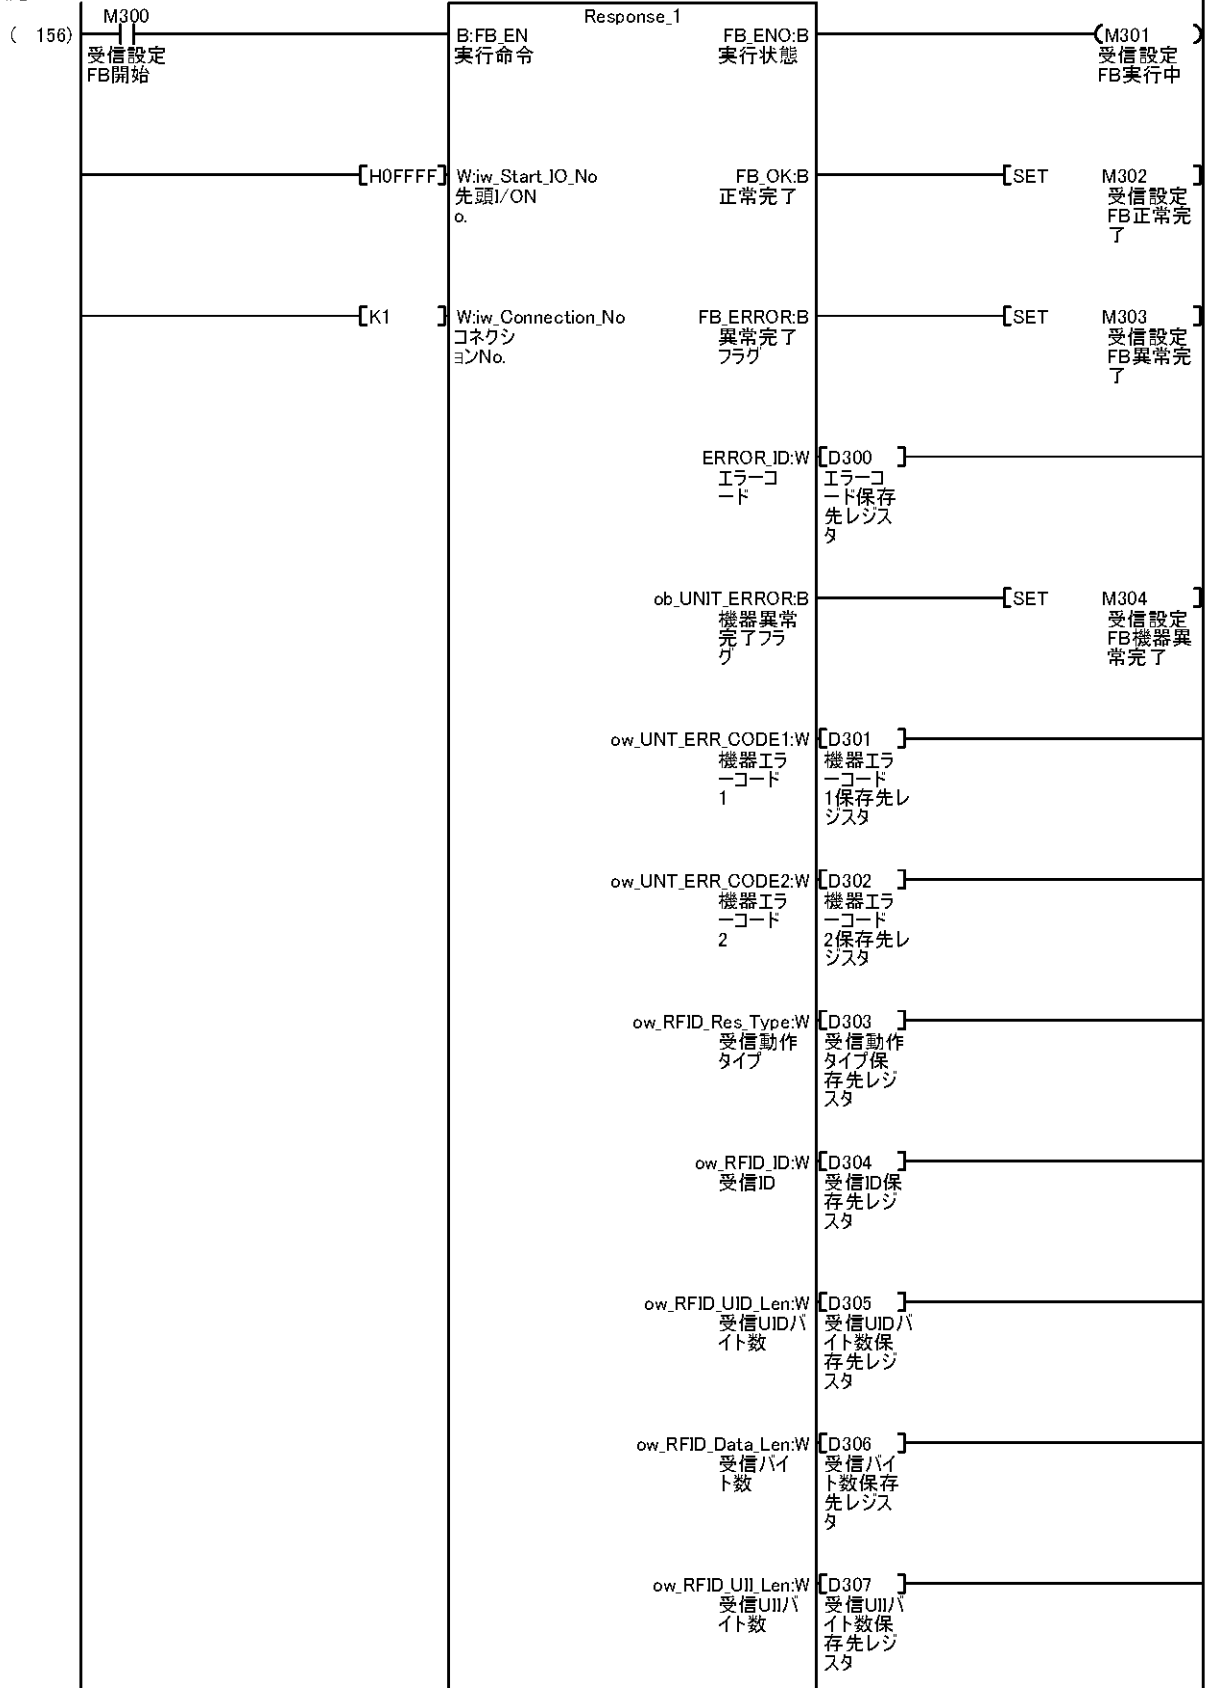 Response_1
M300
( 156)
受信設定
FB開始
B:FB_EN
実行命令
FB_ENO:B
実行状態
M301
受信設定
FB実行中
H0FFFF
W:iw_Start_IO_No
先頭I/ON
o.
FB_OK:B
正常完了
SET M302
受信設定
FB正常完
了
K1
W:iw_Connection_No
コネクシ
ョンNo.
FB_ERROR:B
異常完了
フラグ
SET M303
受信設定
FB異常完
了
ERROR_ID:W
エラーコ
ード
D300
エラーコ
ード保存
先レジス
タ
ob_UNIT_ERROR:B
機器異常
完了フラ
グ
SET M304
受信設定
FB機器異
常完了
ow_UNT_ERR_CODE1:W
機器エラ
ーコード
1
D301
機器エラ
ーコード
1保存先レ
ジスタ
ow_UNT_ERR_CODE2:W
機器エラ
ーコード
2
D302
機器エラ
ーコード
2保存先レ
ジスタ
ow_RFID_Res_Type:W
受信動作
タイプ
D303
受信動作
タイプ保
存先レジ
スタ
ow_RFID_ID:W
受信ID
D304
受信ID保
存先レジ
スタ
ow_RFID_UID_Len:W
受信UIDバ
イト数
D305
受信UIDバ
イト数保
存先レジ
スタ
ow_RFID_Data_Len:W
受信バイ
ト数
D306
受信バイ
ト数保存
先レジス
タ
ow_RFID_UII_Len:W
受信UIIバ
イト数
D307
受信UIIバ
イト数保
存先レジ
スタ